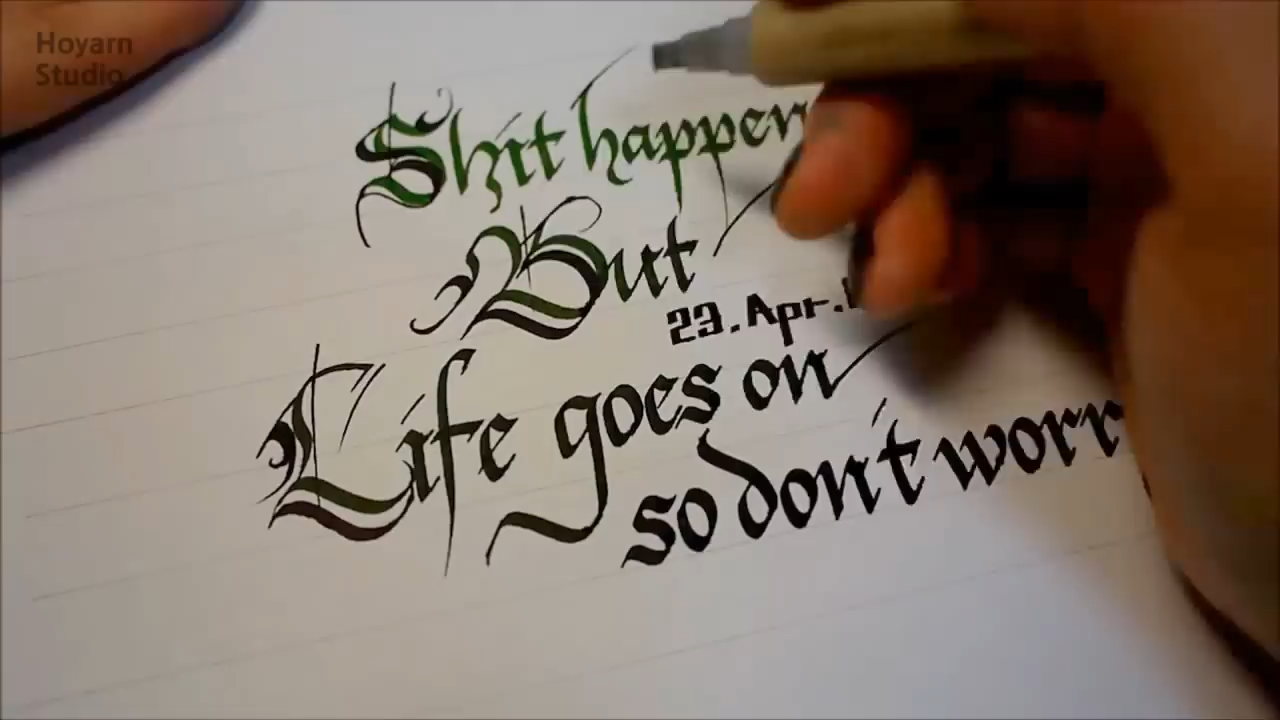 Hoyarn
Studio
Shit happen
But
23.Apr.
Life goes on
so don't worr